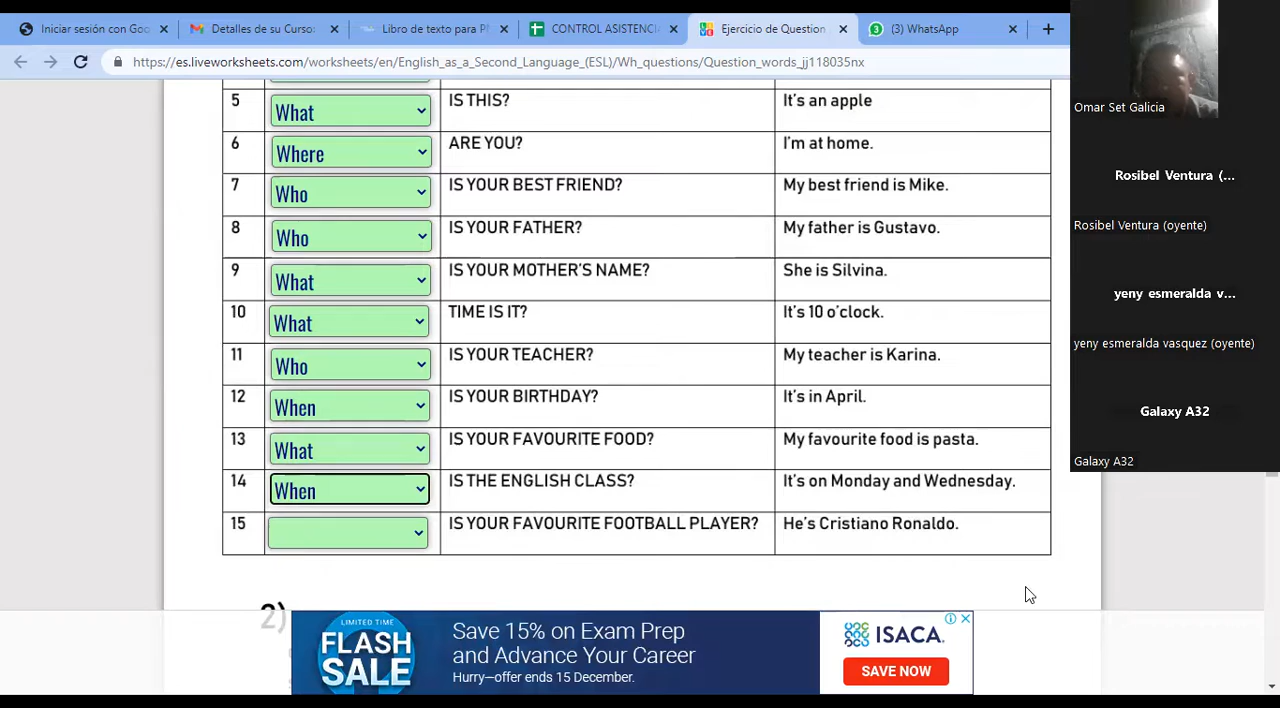 Iniciar sesión con Goo
Detalles de su Curso:
Libro de texto para Pl
CONTROL ASISTENCI
Ejercicio de Question
(3) WhatsApp
https://es.liveworksheets.com/worksheets/en/English_as_a_Second_Language_(ESL)/Wh_questions/Question_words_jj118035nx
5 What IS THIS? It's an apple
6 Where ARE YOU? I'm at home.
7 Who IS YOUR BEST FRIEND? My best friend is Mike.
8 Who IS YOUR FATHER? My father is Gustavo.
9 What IS YOUR MOTHER'S NAME? She is Silvina.
10 What TIME IS IT? It's 10 o'clock.
11 Who IS YOUR TEACHER? My teacher is Karina.
12 When IS YOUR BIRTHDAY? It's in April.
13 What IS YOUR FAVOURITE FOOD? My favourite food is pasta.
14 When IS THE ENGLISH CLASS? It's on Monday and Wednesday.
15 IS YOUR FAVOURITE FOOTBALL PLAYER? He's Cristiano Ronaldo.
2)
LIMITED TIME
FLASH
SALE
Save 15% on Exam Prep
and Advance Your Career
Hurry—offer ends 15 December.
ISACA.
SAVE NOW
Omar Set Galicia
Rosibel Ventura (...
Rosibel Ventura (oyente)
yeny esmeralda v...
yeny esmeralda vasquez (oyente)
Galaxy A32
Galaxy A32